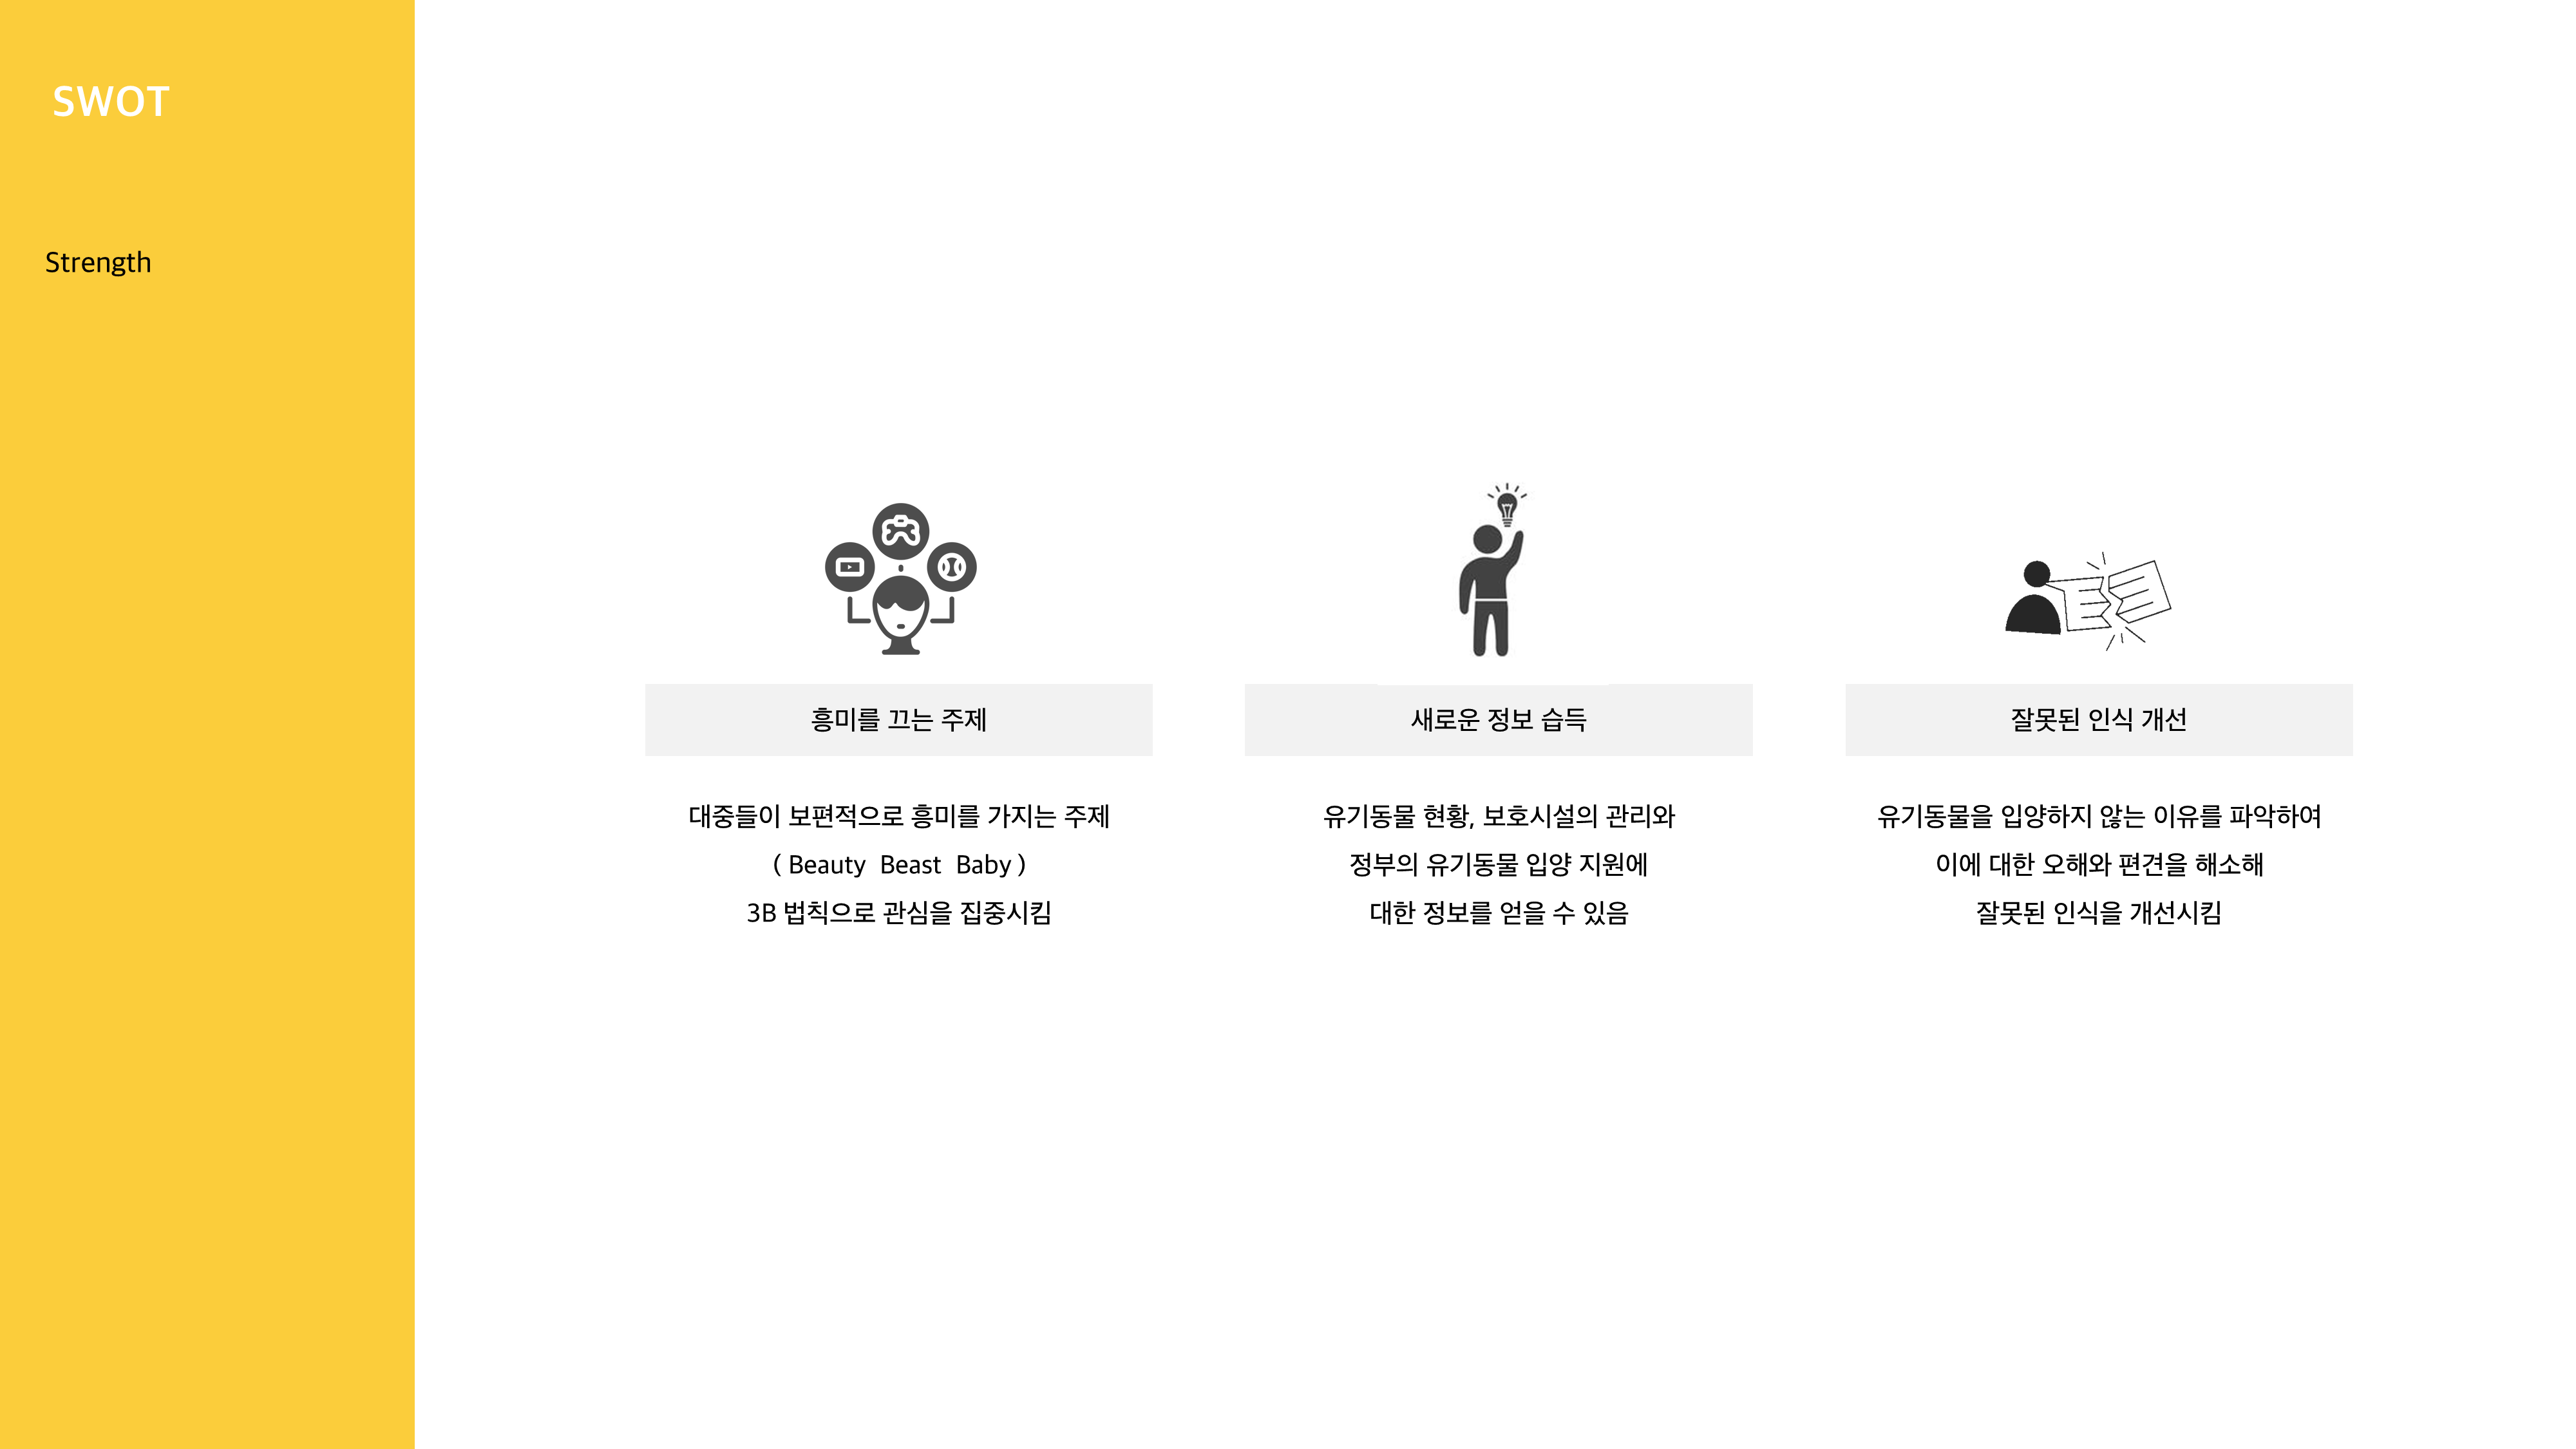 SWOT
Strength
흥미를 끄는 주제
대중들이 보편적으로 흥미를 가지는 주제
( Beauty Beast Baby )
3B 법칙으로 관심을 집중시킴
새로운 정보 습득
유기동물 현황, 보호시설의 관리와
정부의 유기동물 입양 지원에
대한 정보를 얻을 수 있음
잘못된 인식 개선
유기동물을 입양하지 않는 이유를 파악하여
이에 대한 오해와 편견을 해소해
잘못된 인식을 개선시킴